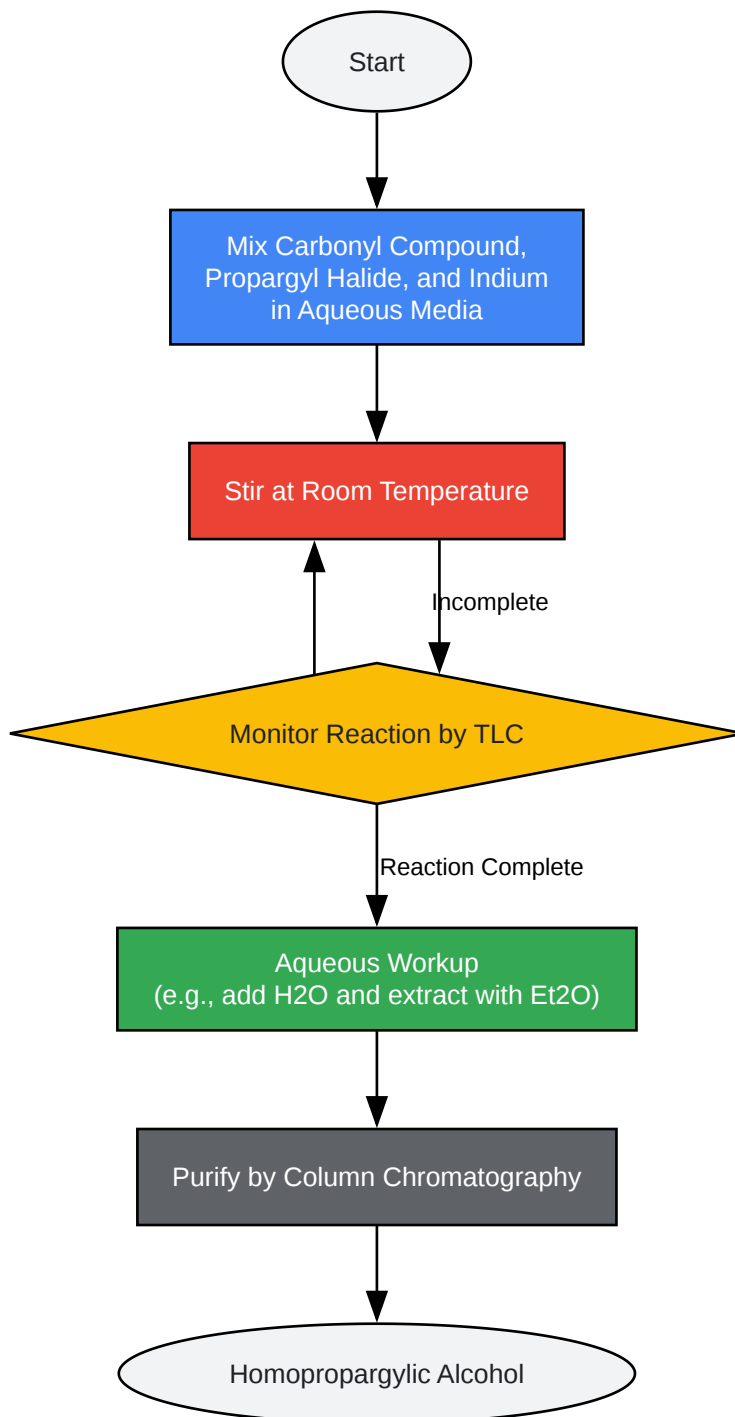 Start
Mix Carbonyl Compound,
Propargyl Halide, and Indium
in Aqueous Media
Stir at Room Temperature
Incomplete
Monitor Reaction by TLC
Reaction Complete
Aqueous Workup
(e.g., add H2O and extract with Et2O)
Purify by Column Chromatography
Homopropargylic Alcohol